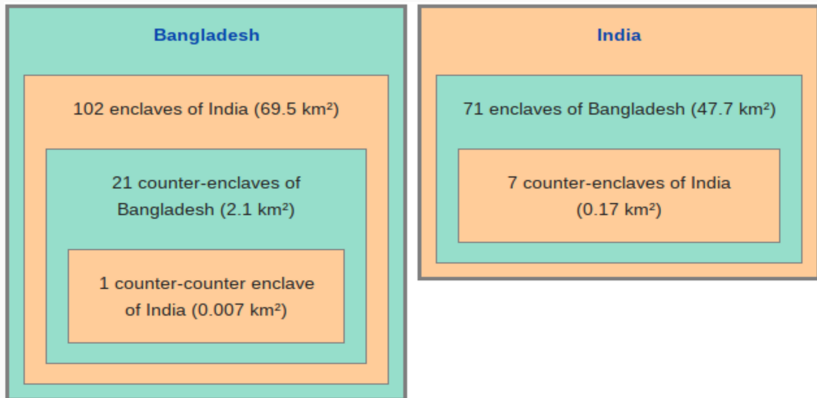 Bangladesh
102 enclaves of India (69.5 km²)
21 counter-enclaves of
Bangladesh (2.1 km²)
1 counter-counter enclave
of India (0.007 km²)
India
71 enclaves of Bangladesh (47.7 km²)
7 counter-enclaves of India
(0.17 km²)